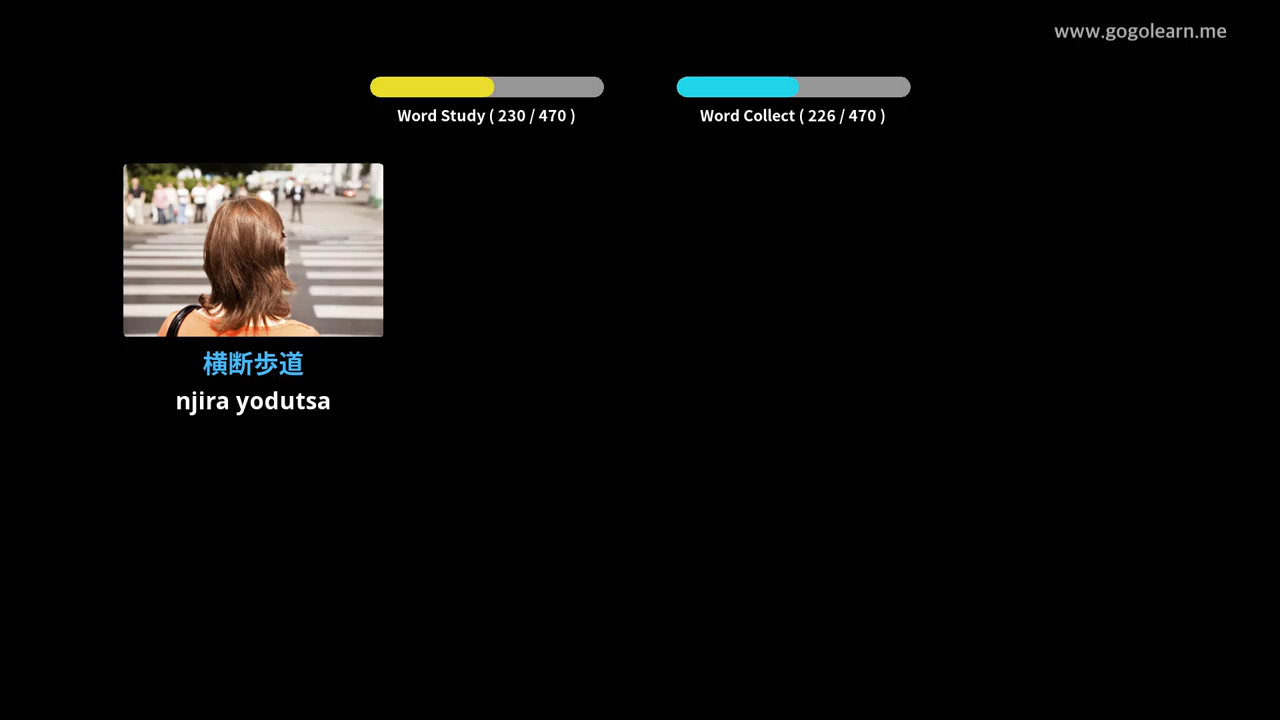 www.gogolearn.me
Word Study ( 230 / 470 )
Word Collect ( 226 / 470 )
横断歩道
njira yodutsa